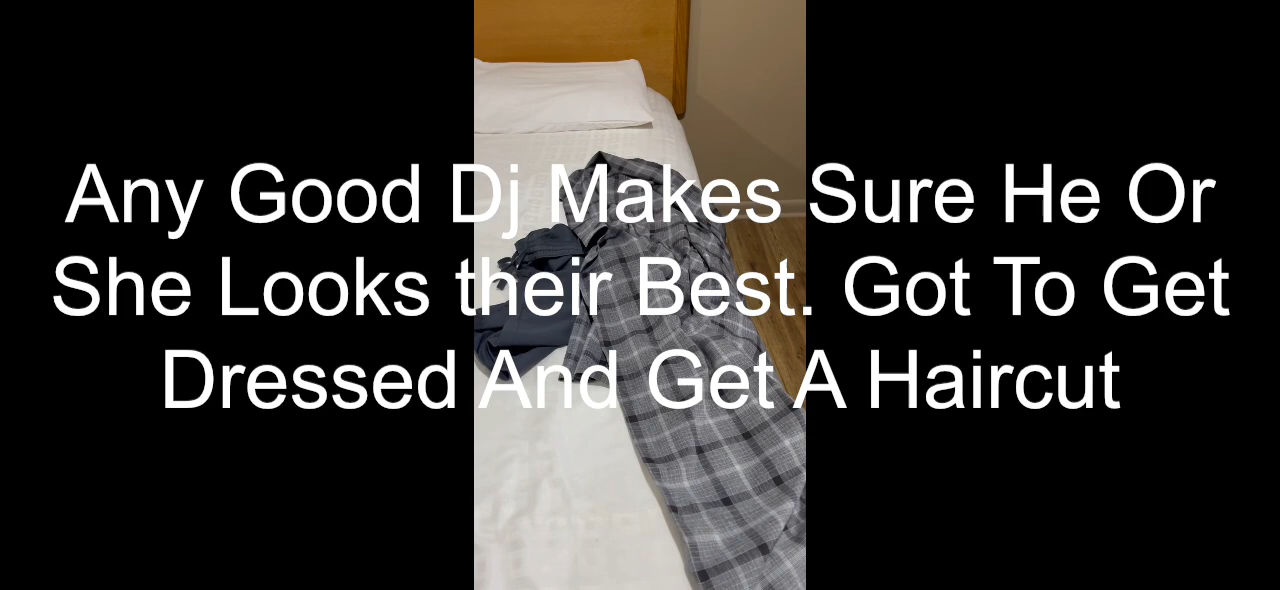 Any Good Dj Makes Sure He Or
She Looks their Best. Got To Get
Dressed And Get A Haircut